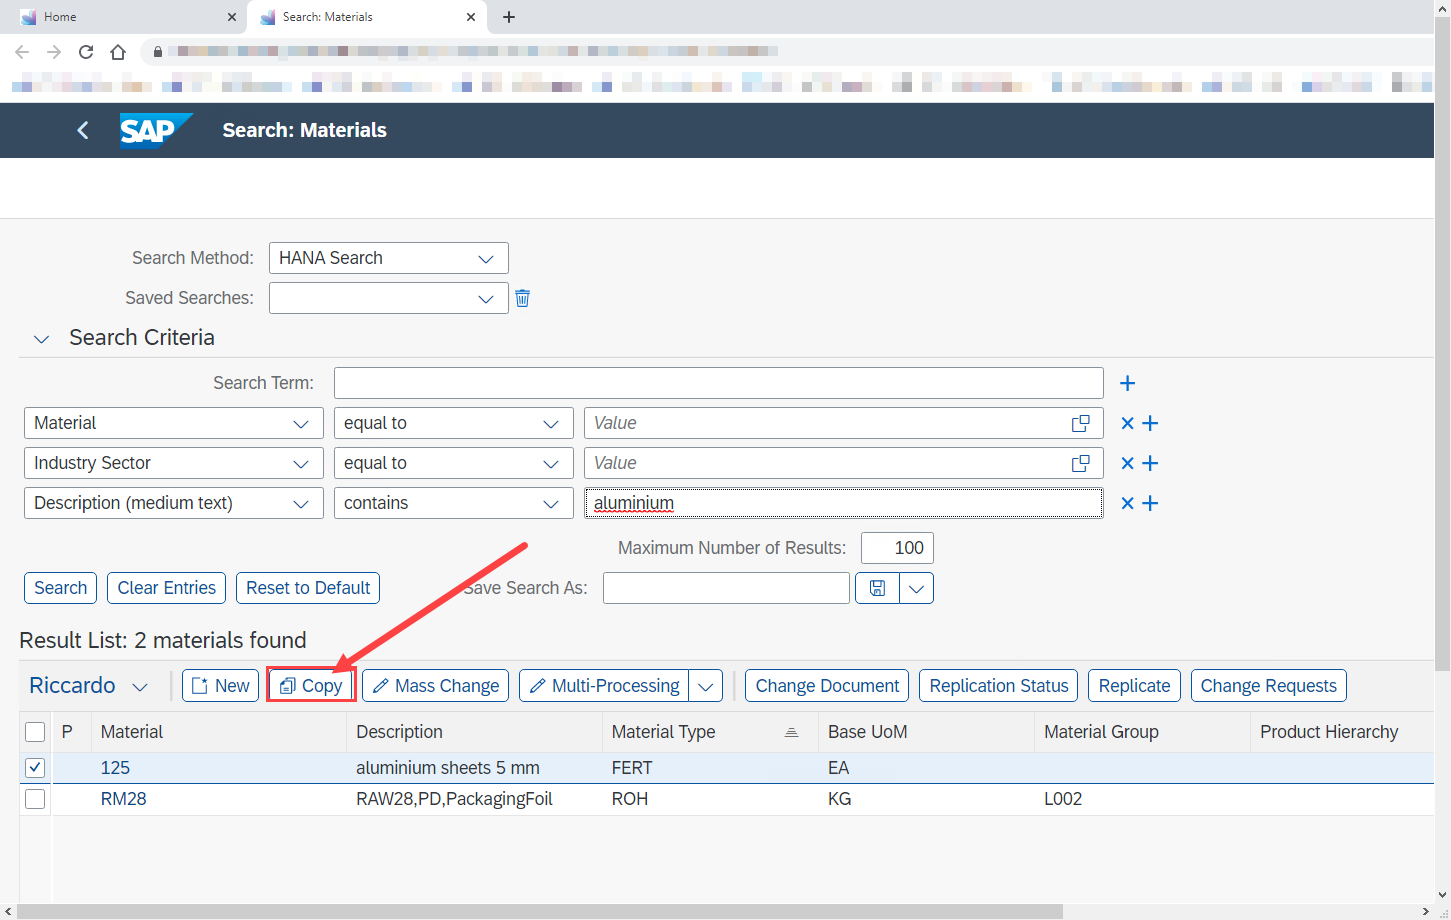 Home
Search: Materials
SAP Search: Materials
Search Method: HANA Search
Saved Searches:
Search Criteria
Search Term:
Material equal to Value
Industry Sector equal to Value
Description (medium text) contains aluminium
Maximum Number of Results: 100
Search Clear Entries Reset to Default Save Search As:
Result List: 2 materials found
Riccardo New Copy Mass Change Multi-Processing Change Document Replication Status Replicate Change Requests
P Material Description Material Type Base UoM Material Group Product Hierarchy
125 aluminium sheets 5 mm FERT EA
RM28 RAW28,PD,PackagingFoil ROH KG L002